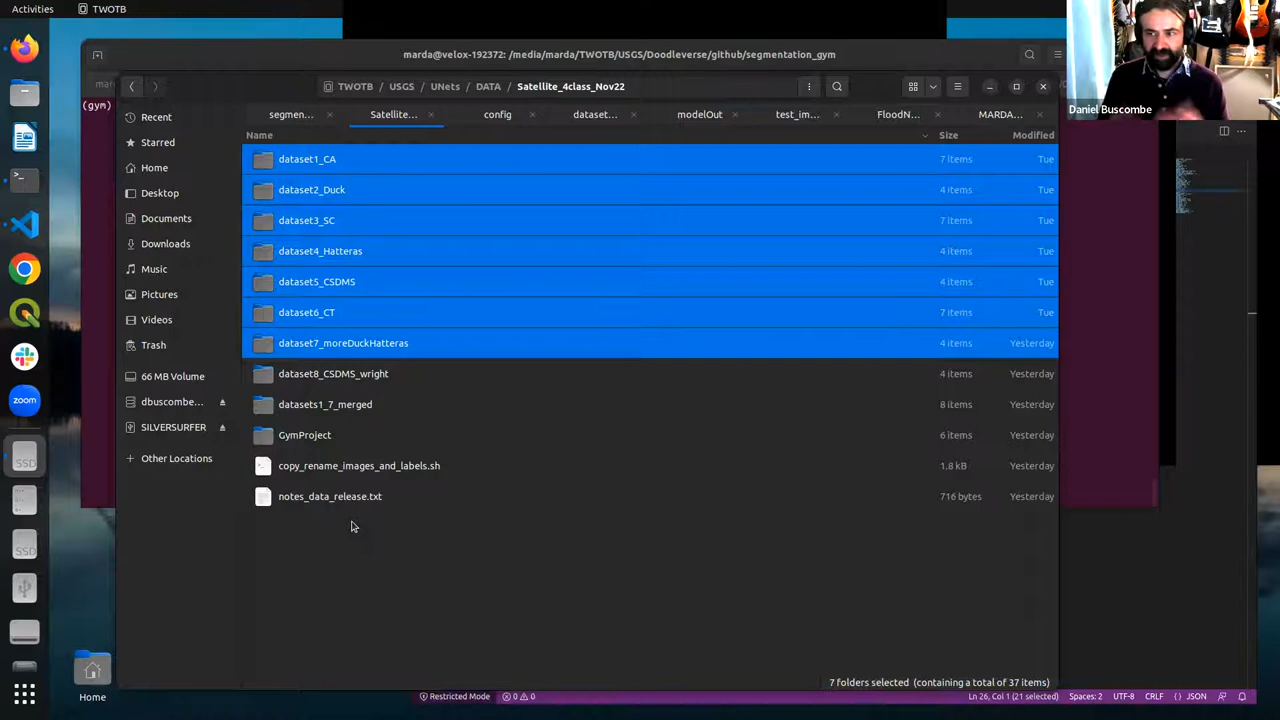 Activities TWOTB
marda@velox-192372: /media/marda/TWOTB/USGS/Doodleverse/github/segmentation_gym
TWOTB / USGS / UNets / DATA / Satellite_4class_Nov22
Daniel Buscombe
(gym)
segmen... Satellite... config dataset... modelOut test_im... FloodN... MARDA...
Name Size Modified
Recent
Starred
Home
Desktop
Documents
Downloads
Music
Pictures
Videos
Trash
66 MB Volume
dbuscombe...
SILVERSURFER
Other Locations
dataset1_CA 7 items Tue
dataset2_Duck 4 items Tue
dataset3_SC 7 items Tue
dataset4_Hatteras 4 items Tue
dataset5_CSDMS 4 items Tue
dataset6_CT 7 items Tue
dataset7_moreDuckHatteras 4 items Yesterday
dataset8_CSDMS_wright 4 items Yesterday
datasets1_7_merged 8 items Yesterday
GymProject 6 items Yesterday
copy_rename_images_and_labels.sh 1.8 kB Yesterday
notes_data_release.txt 716 bytes Yesterday
zoom
SSD
SSD
Home
7 folders selected (containing a total of 37 items)
Restricted Mode 0 0 Ln 26, Col 1 (21 selected) Spaces: 2 UTF-8 CRLF {} JSON